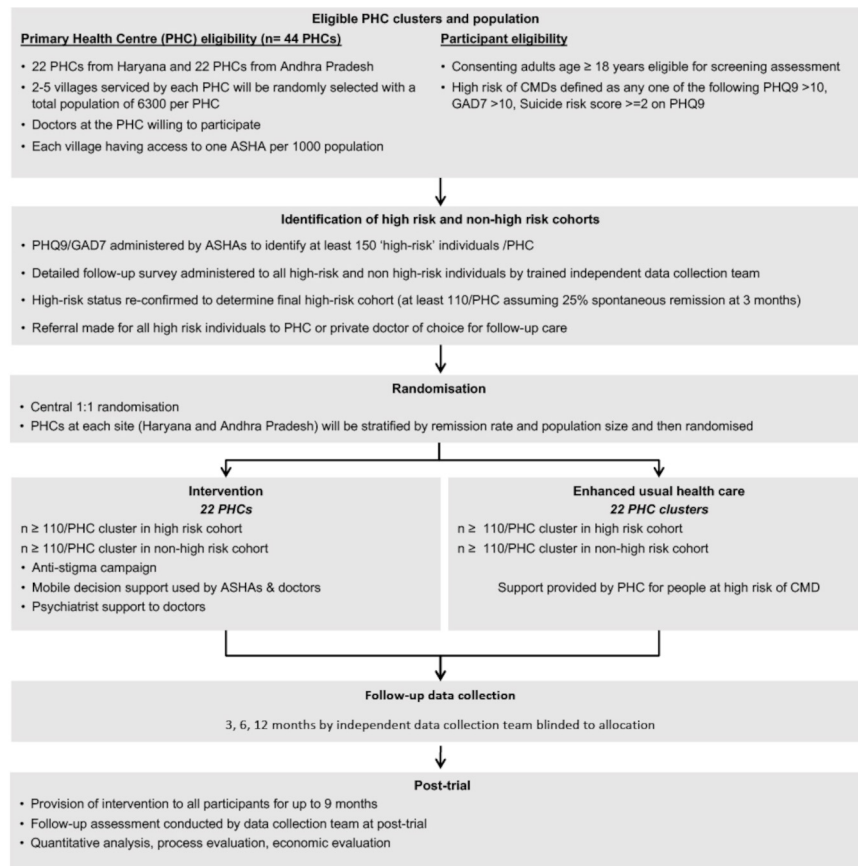 Eligible PHC clusters and population
Primary Health Centre (PHC) eligibility (n= 44 PHCs)
• 22 PHCs from Haryana and 22 PHCs from Andhra Pradesh
• 2-5 villages serviced by each PHC will be randomly selected with a
total population of 6300 per PHC
• Doctors at the PHC willing to participate
• Each village having access to one ASHA per 1000 population
Participant eligibility
• Consenting adults age ≥ 18 years eligible for screening assessment
• High risk of CMDs defined as any one of the following PHQ9 >10,
GAD7 >10, Suicide risk score >=2 on PHQ9
Identification of high risk and non-high risk cohorts
• PHQ9/GAD7 administered by ASHAs to identify at least 150 ‘high-risk’ individuals /PHC
• Detailed follow-up survey administered to all high-risk and non high-risk individuals by trained independent data collection team
• High-risk status re-confirmed to determine final high-risk cohort (at least 110/PHC assuming 25% spontaneous remission at 3 months)
• Referral made for all high risk individuals to PHC or private doctor of choice for follow-up care
Randomisation
• Central 1:1 randomisation
• PHCs at each site (Haryana and Andhra Pradesh) will be stratified by remission rate and population size and then randomised
Intervention
22 PHCs
n ≥ 110/PHC cluster in high risk cohort
n ≥ 110/PHC cluster in non-high risk cohort
• Anti-stigma campaign
• Mobile decision support used by ASHAs & doctors
• Psychiatrist support to doctors
Enhanced usual health care
22 PHC clusters
n ≥ 110/PHC cluster in high risk cohort
n ≥ 110/PHC cluster in non-high risk cohort
Support provided by PHC for people at high risk of CMD
Follow-up data collection
3, 6, 12 months by independent data collection team blinded to allocation
Post-trial
• Provision of intervention to all participants for up to 9 months
• Follow-up assessment conducted by data collection team at post-trial
• Quantitative analysis, process evaluation, economic evaluation